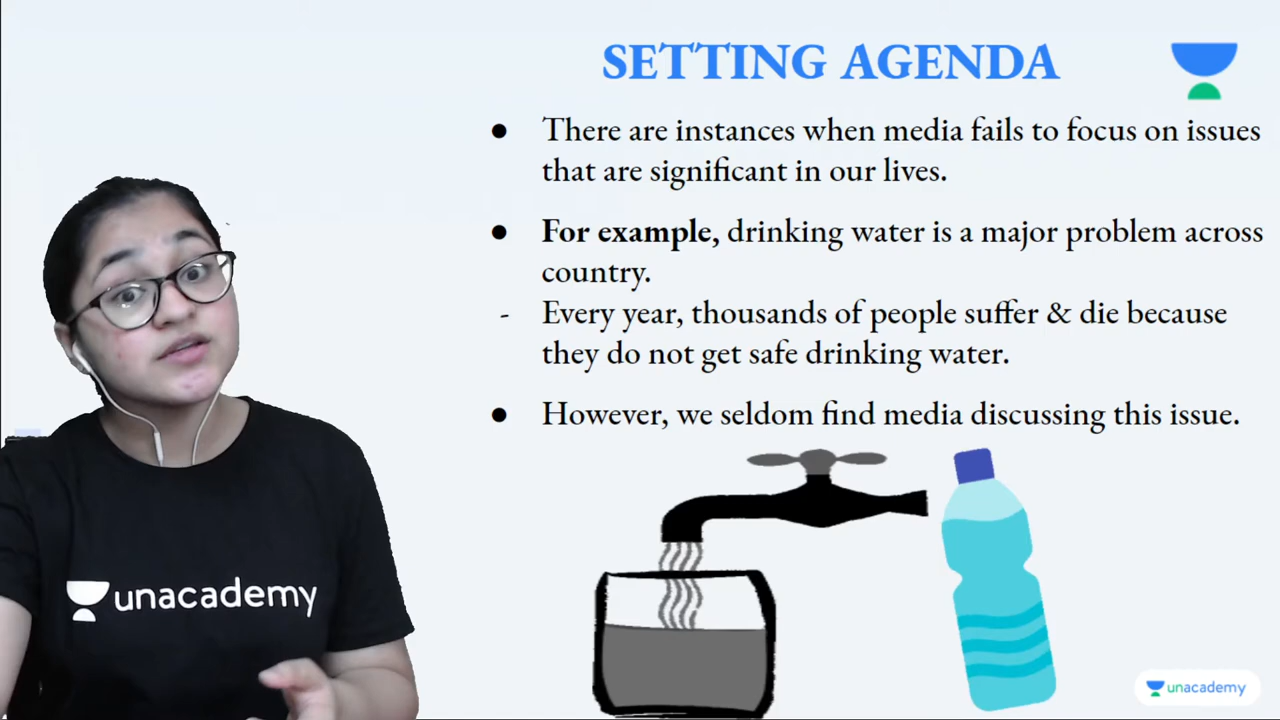 SETTING AGENDA
● There are instances when media fails to focus on issues
that are significant in our lives.
● For example, drinking water is a major problem across
country.
- Every year, thousands of people suffer & die because
they do not get safe drinking water.
● However, we seldom find media discussing this issue.
unacademy
unacademy